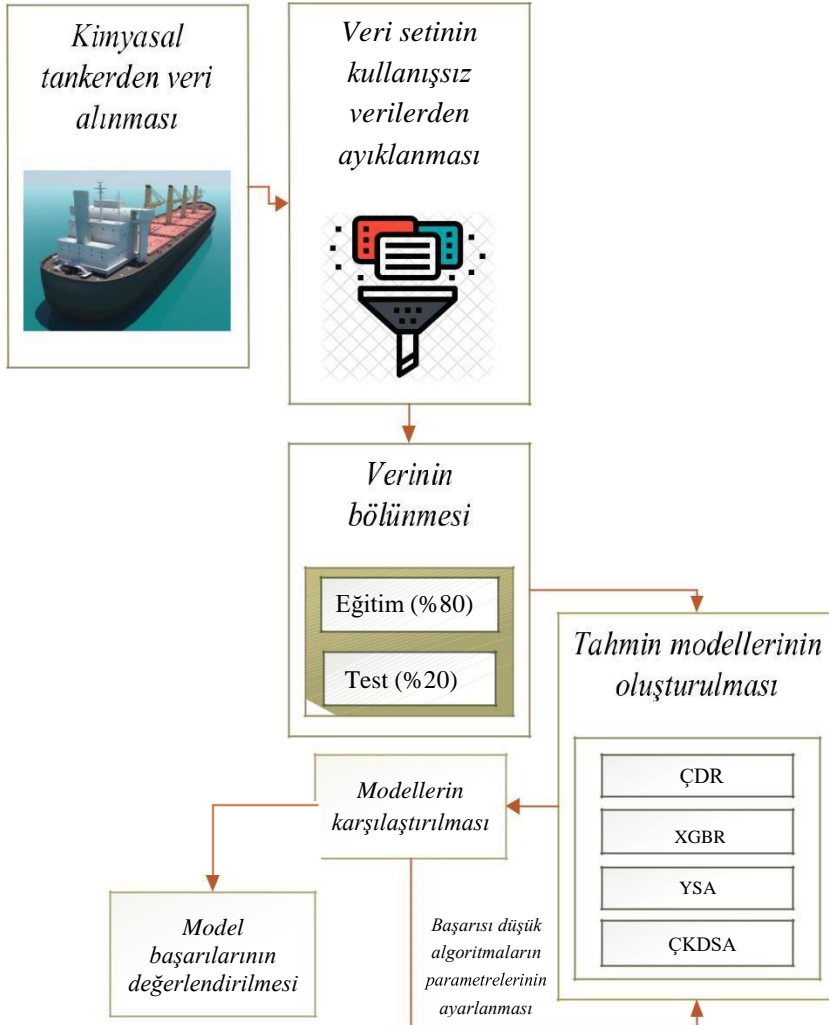 Kimyasal
tankerden veri
alınması
Veri setinin
kullanışsız
verilerden
ayıklanması
Verinin
bölünmesi
Eğitim (%80)
Test (%20)
Tahmin modellerinin
oluşturulması
ÇDR
XGBR
YSA
ÇKDSA
Modellerin
karşılaştırılması
Model
başarılarının
değerlendirilmesi
Başarısı düşük
algoritmaların
parametrelerinin
ayarlanması